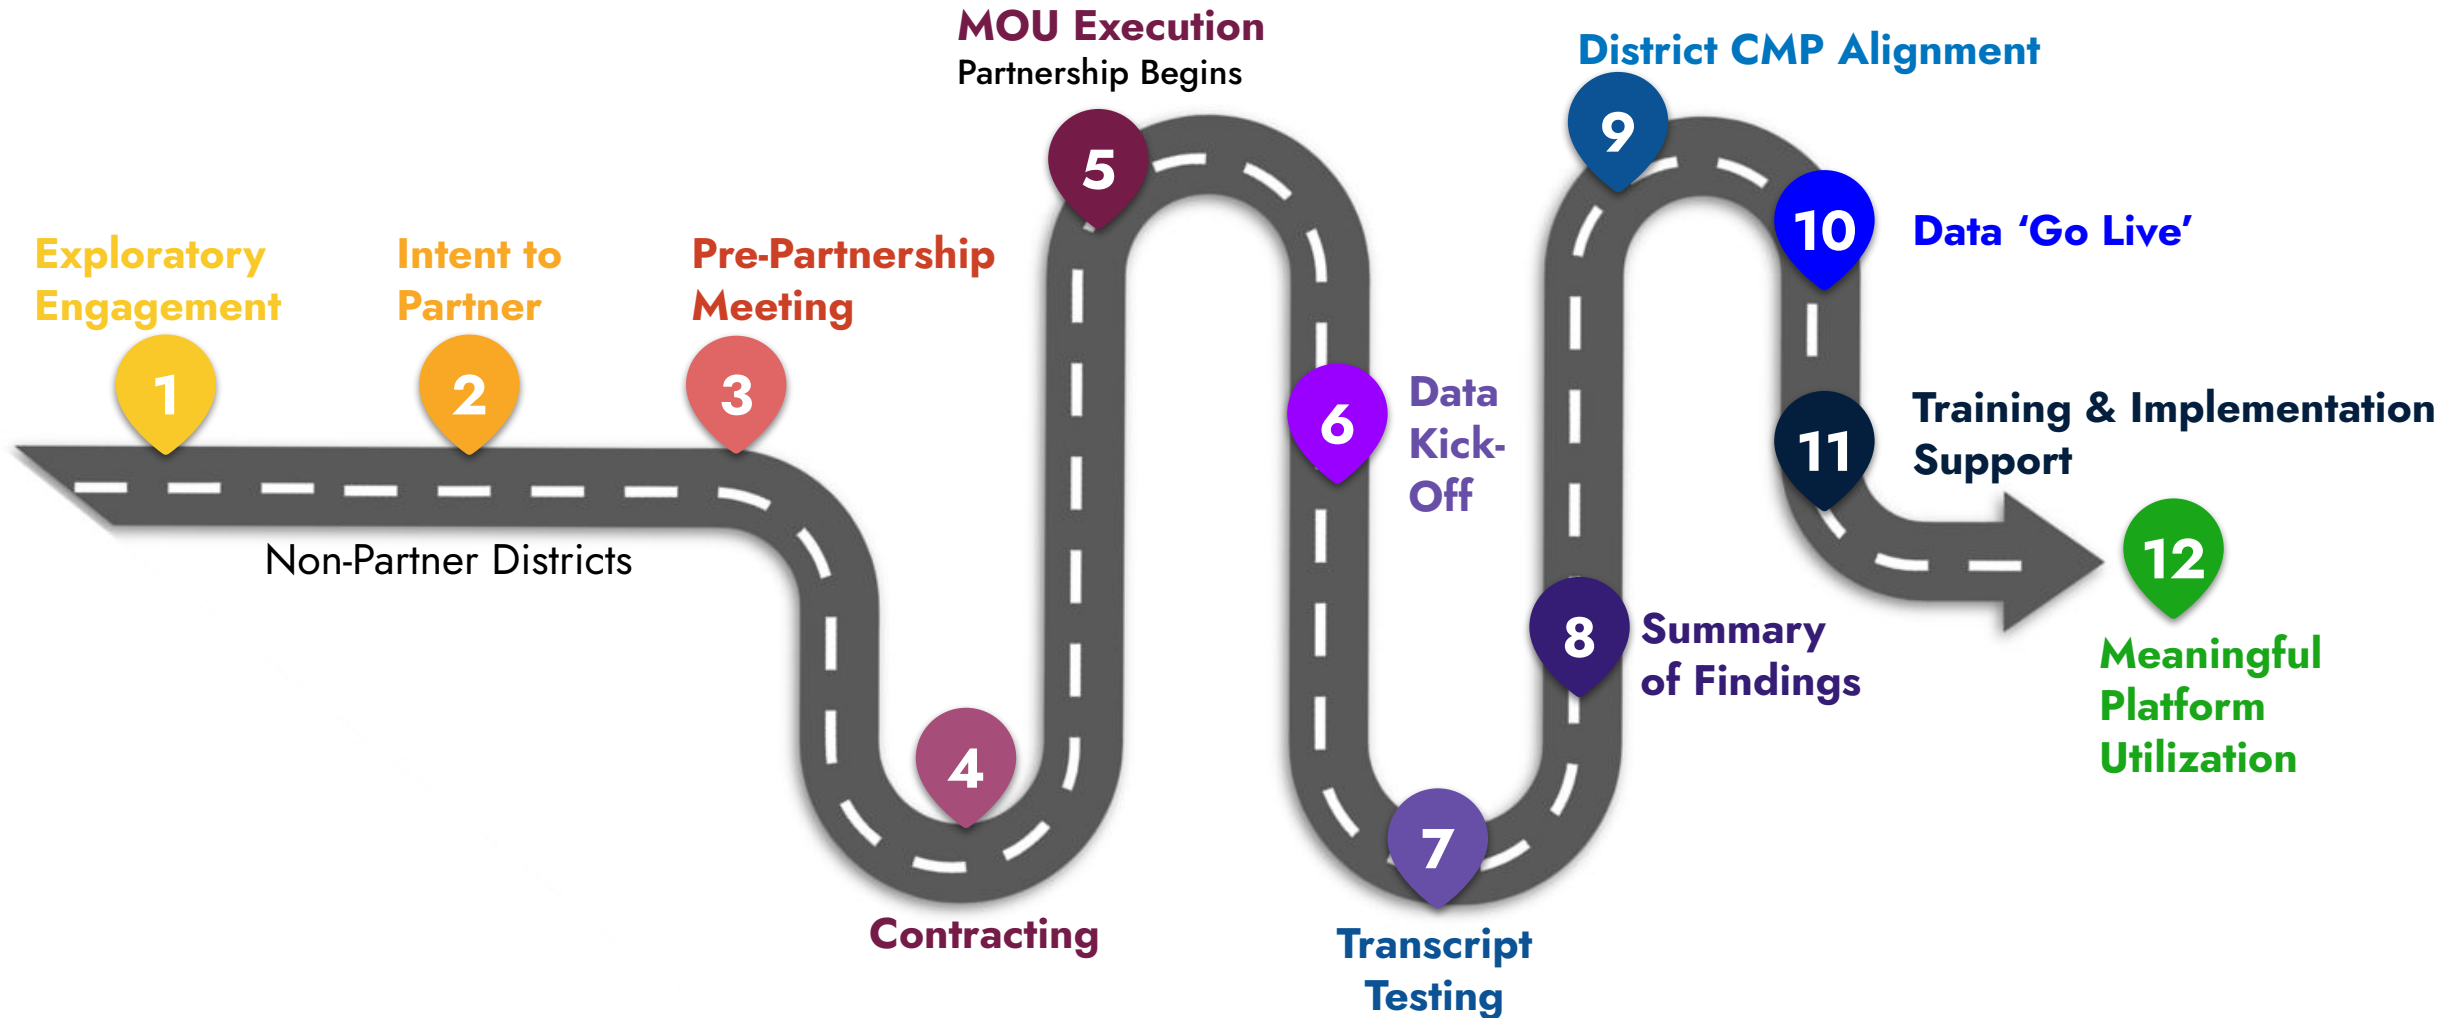 Exploratory
Engagement
1
Intent to
Partner
2
Pre-Partnership
Meeting
3
Non-Partner Districts
4
Contracting
MOU Execution
Partnership Begins
5
6
Data
Kick-
Off
7
Transcript
Testing
8
Summary
of Findings
District CMP Alignment
9
10
Data ‘Go Live’
11
Training & Implementation
Support
12
Meaningful
Platform
Utilization